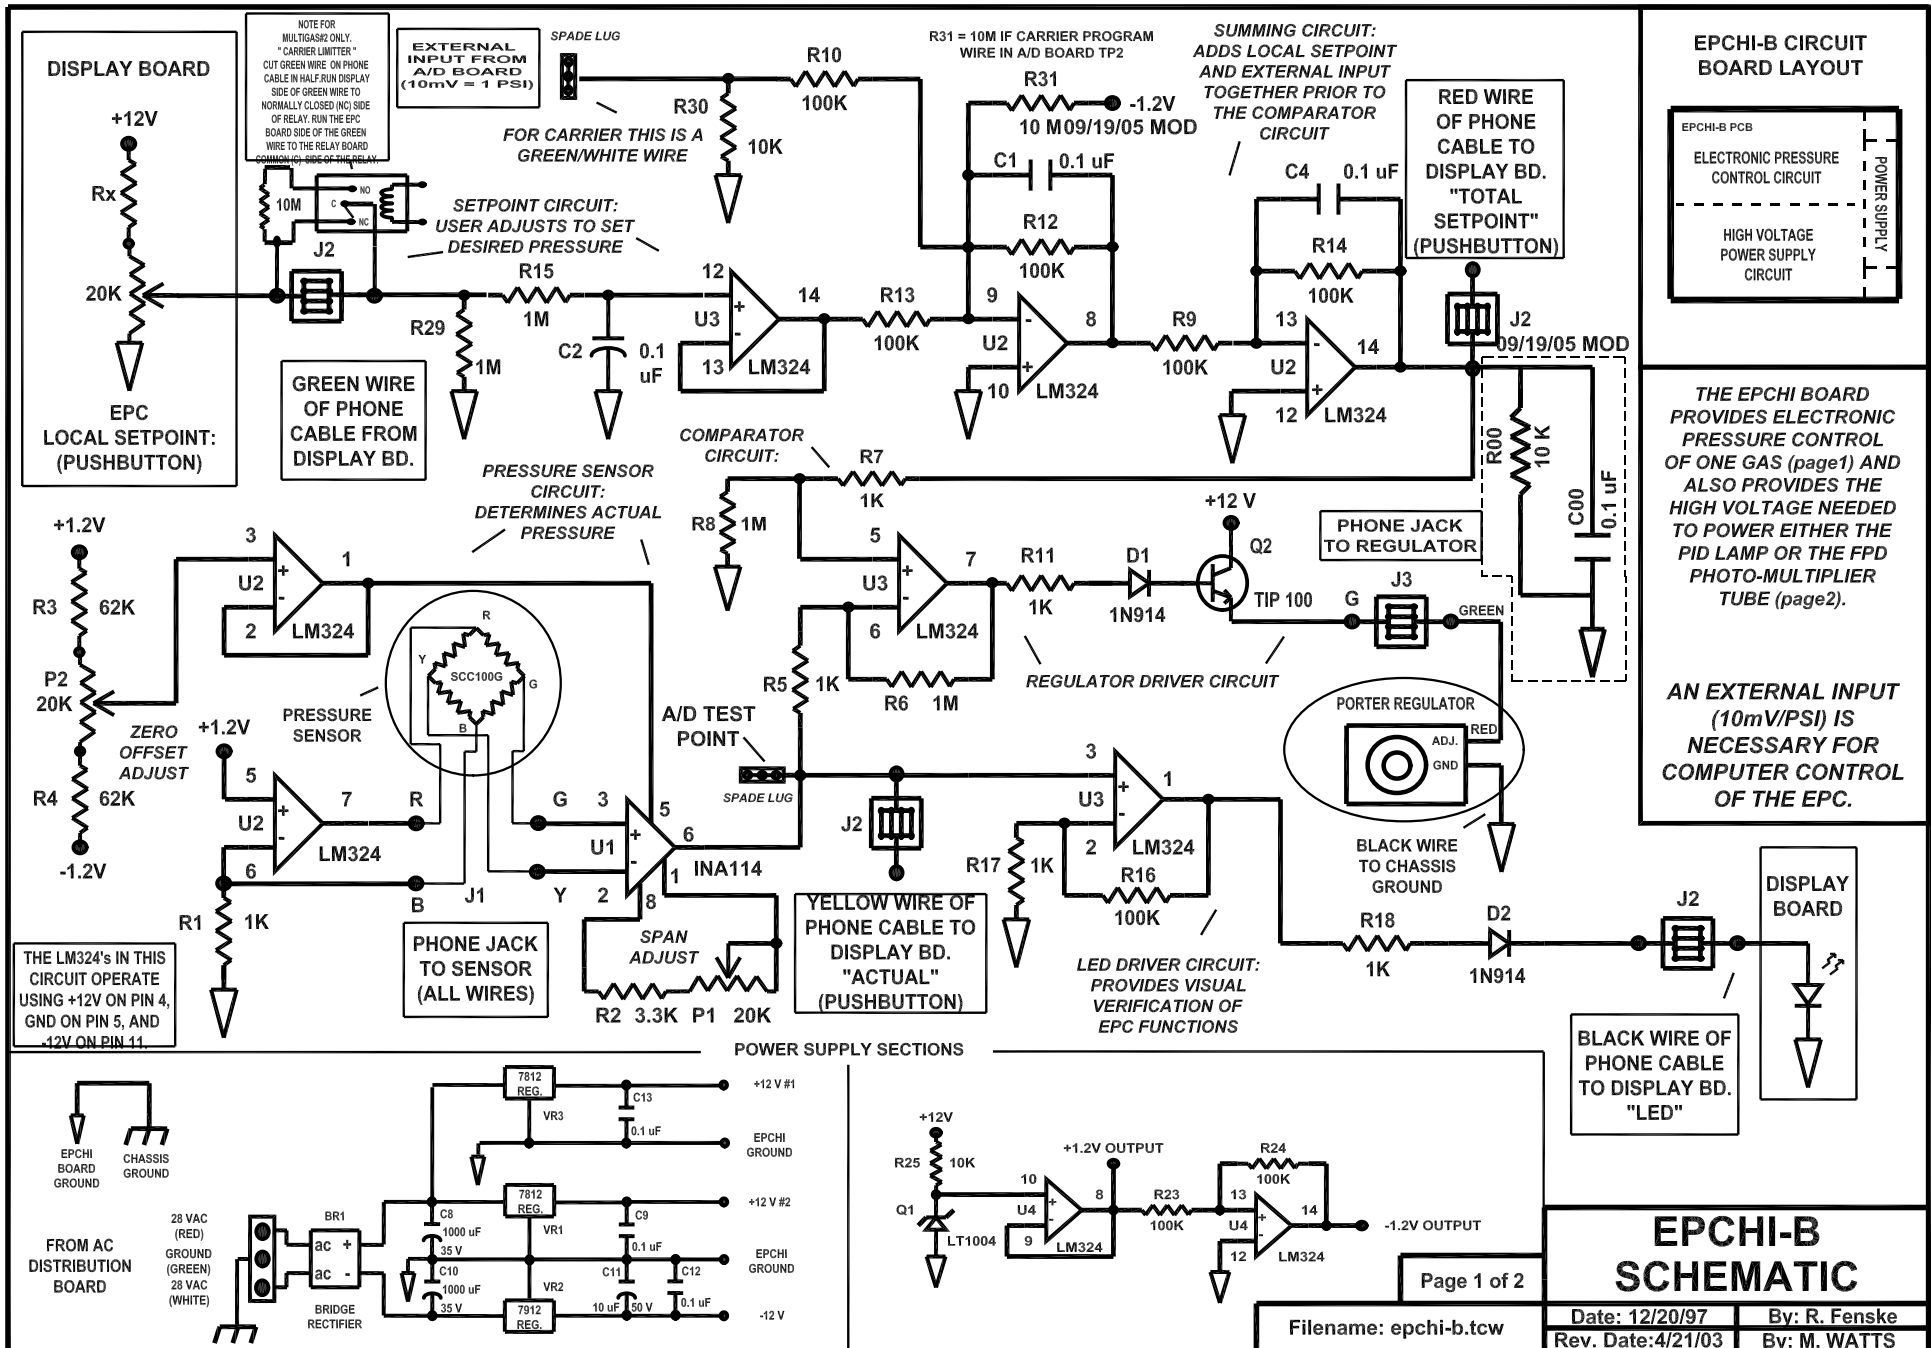 NOTE FOR
MULTIGAS#2 ONLY.
" CARRIER LIMITTER "
CUT GREEN WIRE ON PHONE
CABLE IN HALF.RUN DISPLAY
SIDE OF GREEN WIRE TO
NORMALLY CLOSED (NC) SIDE
OF RELAY. RUN THE EPC
BOARD SIDE OF THE GREEN
WIRE TO THE RELAY BOARD
COMMON (C) SIDE OF THE RELAY.
DISPLAY BOARD
+12V
Rx
20K
EPC
LOCAL SETPOINT:
(PUSHBUTTON)
10M
NO
C
NC
J2
EXTERNAL
INPUT FROM
A/D BOARD
(10mV = 1 PSI)
SPADE LUG
FOR CARRIER THIS IS A
GREEN/WHITE WIRE
R30
10K
R10
100K
SETPOINT CIRCUIT:
USER ADJUSTS TO SET
DESIRED PRESSURE
R15
1M
R29
1M
C2
0.1
uF
12
U3
13
14
LM324
R13
100K
R31 = 10M IF CARRIER PROGRAM
WIRE IN A/D BOARD TP2
R31
-1.2V
10 M09/19/05 MOD
C1
0.1 uF
R12
100K
9
U2
10
8
LM324
R9
100K
SUMMING CIRCUIT:
ADDS LOCAL SETPOINT
AND EXTERNAL INPUT
TOGETHER PRIOR TO
THE COMPARATOR
CIRCUIT
C4
0.1 uF
R14
100K
13
U2
12
14
LM324
RED WIRE
OF PHONE
CABLE TO
DISPLAY BD.
"TOTAL
SETPOINT"
(PUSHBUTTON)
J2
09/19/05 MOD
R00
10 K
C00
0.1 uF
EPCHI-B CIRCUIT
BOARD LAYOUT
EPCHI-B PCB
ELECTRONIC PRESSURE
CONTROL CIRCUIT
HIGH VOLTAGE
POWER SUPPLY
CIRCUIT
POWER SUPPLY
THE EPCHI BOARD
PROVIDES ELECTRONIC
PRESSURE CONTROL
OF ONE GAS (page1) AND
ALSO PROVIDES THE
HIGH VOLTAGE NEEDED
TO POWER EITHER THE
PID LAMP OR THE FPD
PHOTO-MULTIPLIER
TUBE (page2).
AN EXTERNAL INPUT
(10mV/PSI) IS
NECESSARY FOR
COMPUTER CONTROL
OF THE EPC.
GREEN WIRE
OF PHONE
CABLE FROM
DISPLAY BD.
PRESSURE SENSOR
CIRCUIT:
DETERMINES ACTUAL
PRESSURE
COMPARATOR
CIRCUIT:
R7
1K
R8
1M
5
U3
6
7
LM324
R11
1K
D1
1N914
+12 V
Q2
TIP 100
R5
1K
R6
1M
REGULATOR DRIVER CIRCUIT
PHONE JACK
TO REGULATOR
G
J3
GREEN
PORTER REGULATOR
RED
ADJ.
GND
BLACK WIRE
TO CHASSIS
GROUND
+1.2V
R3
62K
P2
20K
R4
62K
-1.2V
ZERO
OFFSET
ADJUST
3
U2
2
1
LM324
R
Y
SCC100G
G
B
PRESSURE
SENSOR
+1.2V
5
U2
6
7
LM324
R
B
J1
R1
1K
G
Y
3
U1
2
5
6
1
8
INA114
SPAN
ADJUST
R2
3.3K
P1
20K
PHONE JACK
TO SENSOR
(ALL WIRES)
THE LM324's IN THIS
CIRCUIT OPERATE
USING +12V ON PIN 4,
GND ON PIN 5, AND
-12V ON PIN 11.
A/D TEST
POINT
SPADE LUG
J2
YELLOW WIRE OF
PHONE CABLE TO
DISPLAY BD.
"ACTUAL"
(PUSHBUTTON)
3
U3
2
1
LM324
R17
1K
R16
100K
LED DRIVER CIRCUIT:
PROVIDES VISUAL
VERIFICATION OF
EPC FUNCTIONS
R18
1K
D2
1N914
J2
DISPLAY
BOARD
BLACK WIRE OF
PHONE CABLE
TO DISPLAY BD.
"LED"
POWER SUPPLY SECTIONS
EPCHI
BOARD
GROUND
CHASSIS
GROUND
FROM AC
DISTRIBUTION
BOARD
28 VAC
(RED)
GROUND
(GREEN)
28 VAC
(WHITE)
BR1
ac +
ac -
BRIDGE
RECTIFIER
7812
REG.
VR3
C13
0.1 uF
+12 V #1
EPCHI
GROUND
7812
REG.
VR1
C8
1000 uF
35 V
C9
0.1 uF
+12 V #2
EPCHI
GROUND
C10
1000 uF
35 V
VR2
7912
REG.
C11
10 uF
50 V
C12
0.1 uF
-12 V
+12V
R25
10K
Q1
LT1004
10
U4
9
8
LM324
+1.2V OUTPUT
R23
100K
R24
100K
13
U4
12
14
LM324
-1.2V OUTPUT
EPCHI-B
SCHEMATIC
Page 1 of 2
Filename: epchi-b.tcw
Date: 12/20/97
By: R. Fenske
Rev. Date:4/21/03
By: M. WATTS